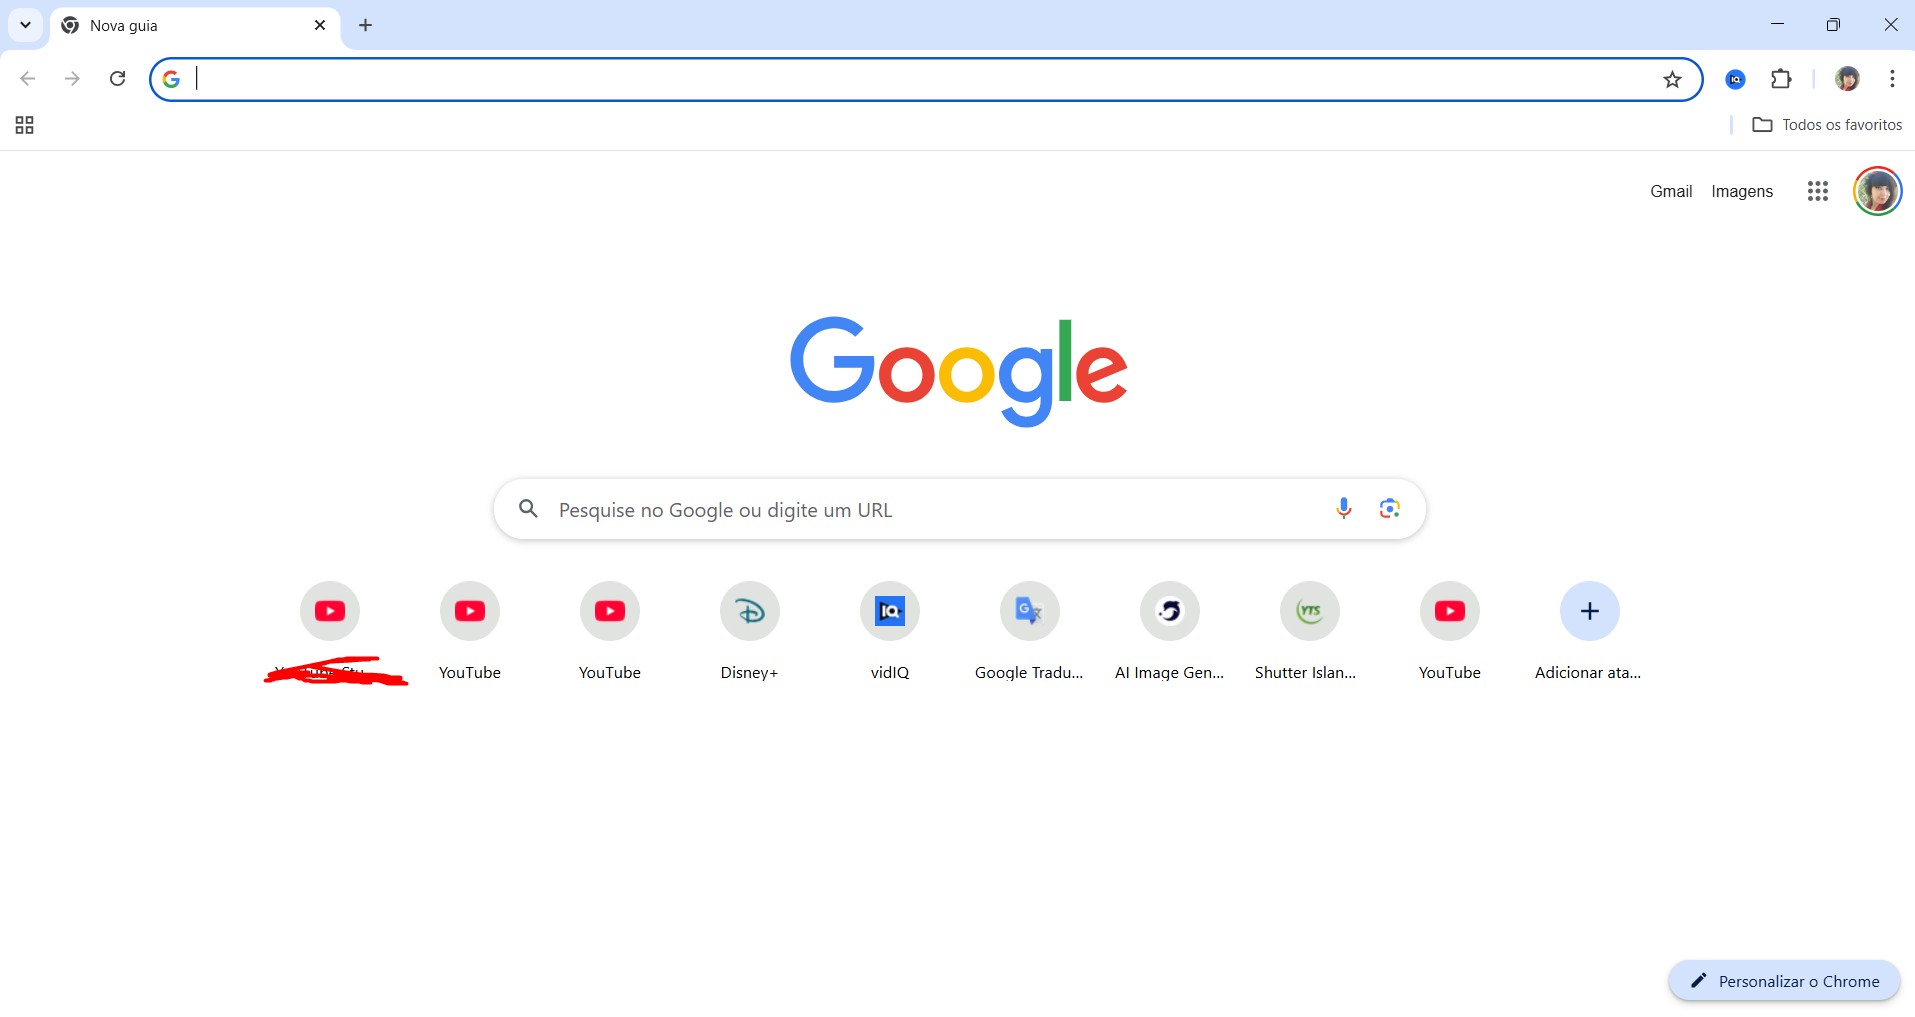 Nova guia
Todos os favoritos
Gmail Imagens
Google
Pesquise no Google ou digite um URL
YouTube YouTube Disney+ vidIQ Google Tradu... AI Image Gen... Shutter Islan... YouTube Adicionar ata...
Personalizar o Chrome